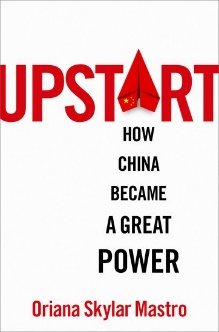 UPSTART
HOW
CHINA
BECAME
A GREAT
POWER
Oriana Skylar Mastro